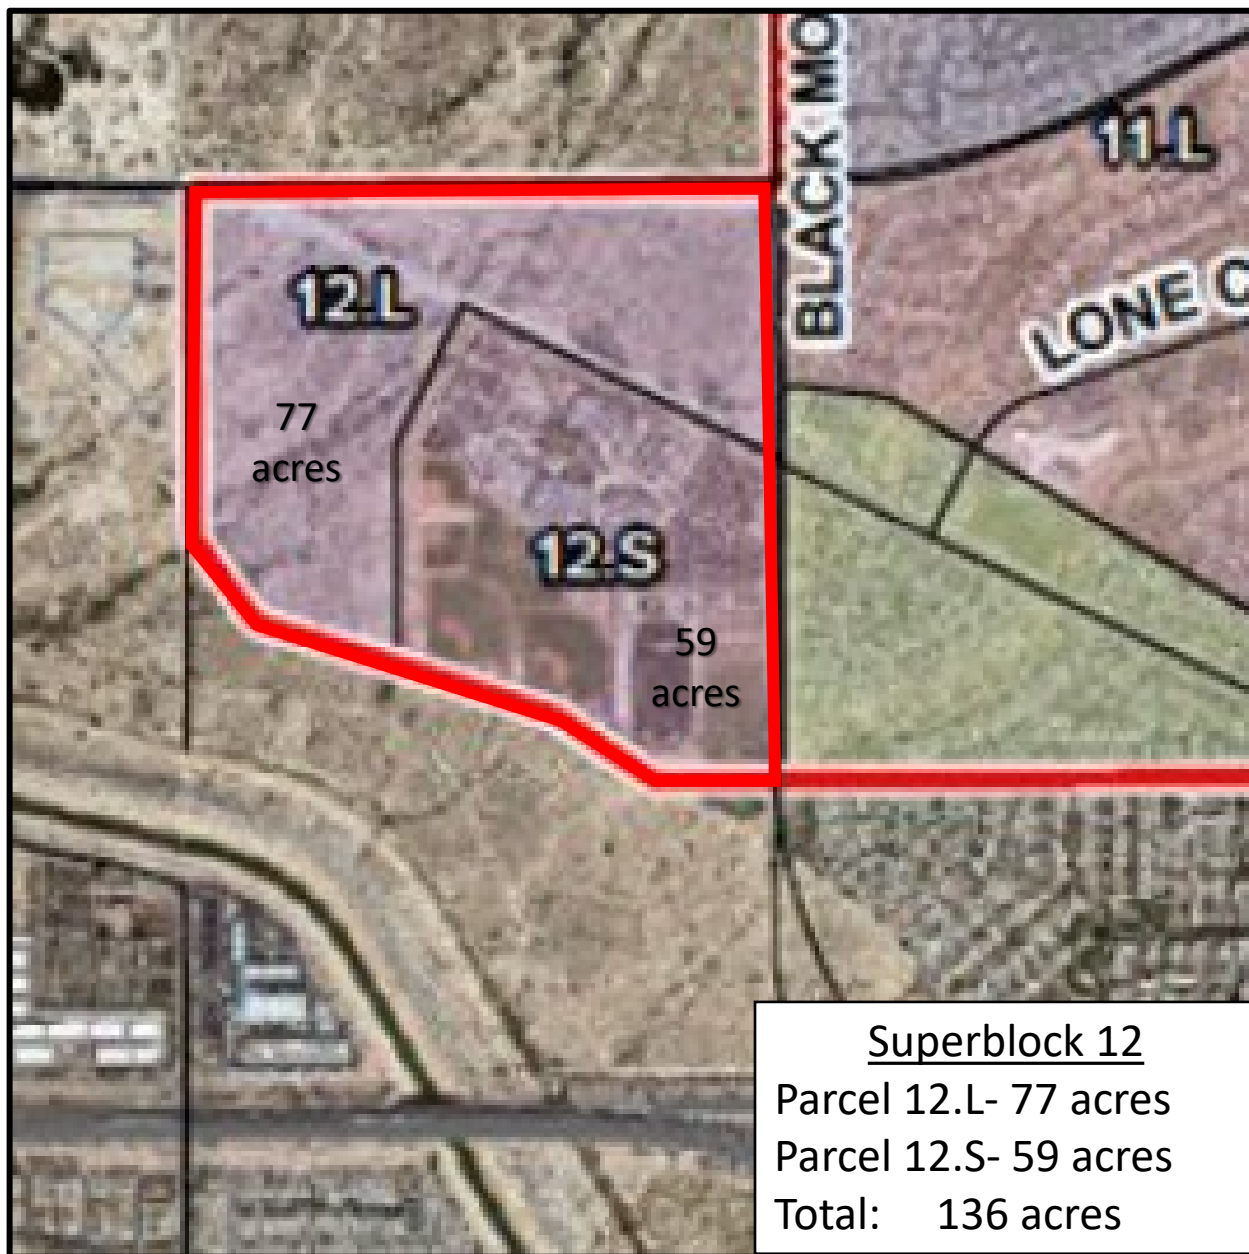 BLACK MO
11.L
12.L
LONE C
77
acres
12.S
59
acres
Superblock 12
Parcel 12.L- 77 acres
Parcel 12.S- 59 acres
Total: 136 acres